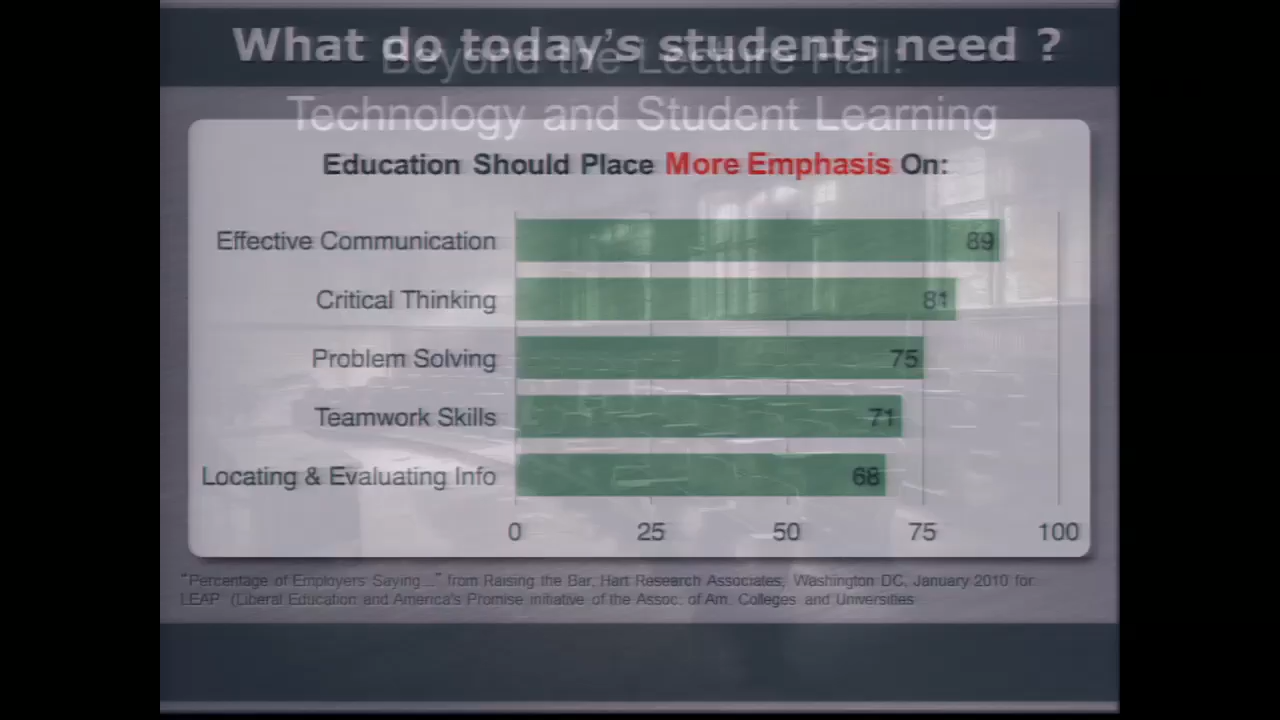 What do today's students need ?
Beyond the Lecture Hall:
Technology and Student Learning
Education Should Place More Emphasis On:
Effective Communication 89
Critical Thinking 81
Problem Solving 75
Teamwork Skills 71
Locating & Evaluating Info 68
0 25 50 75 100
"Percentage of Employers Saying..." from Raising the Bar, Hart Research Associates, Washington DC, January 2010 for
LEAP (Liberal Education and America's Promise initiative of the Assoc. of Am. Colleges and Universities